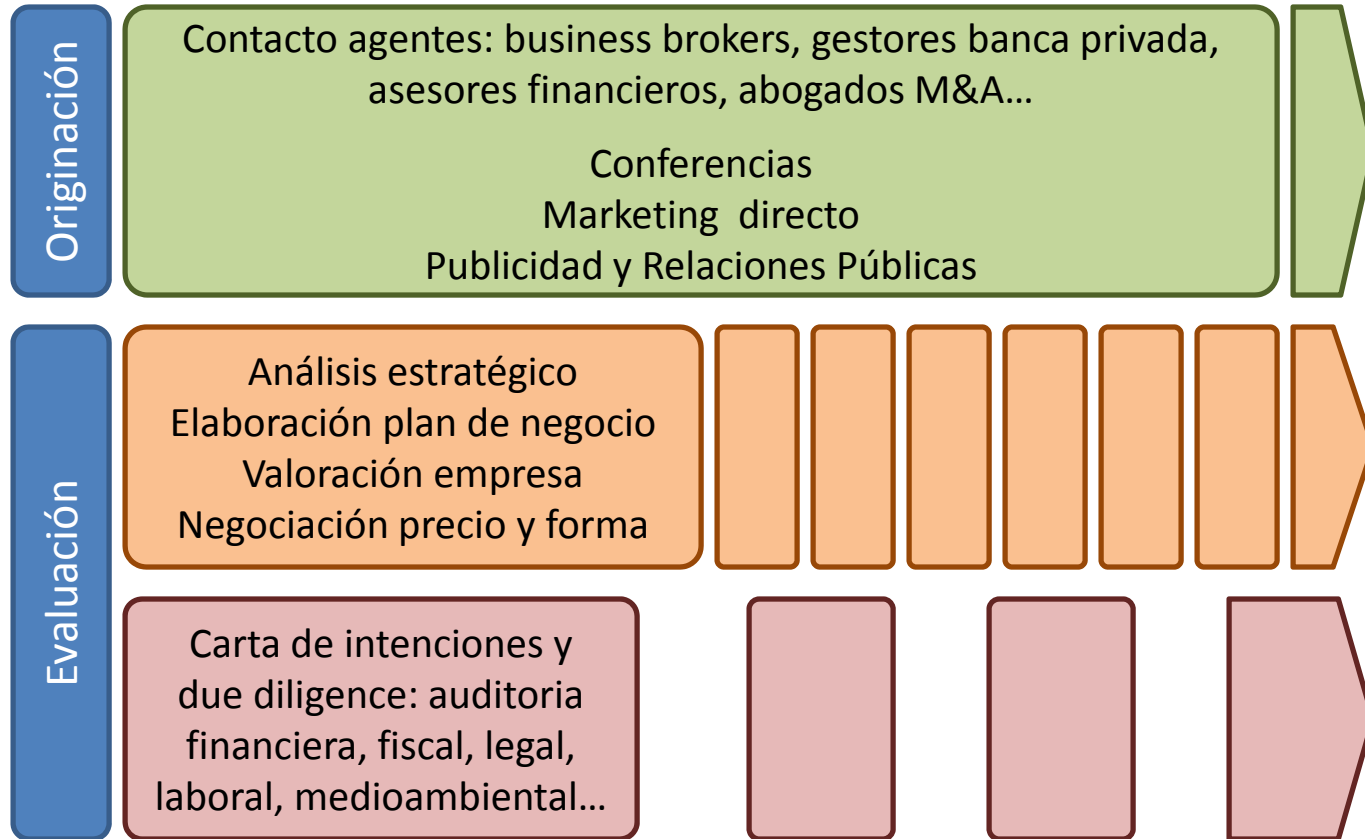 Originación
Contacto agentes: business brokers, gestores banca privada,
asesores financieros, abogados M&A…
Conferencias
Marketing directo
Publicidad y Relaciones Públicas
Evaluación
Análisis estratégico
Elaboración plan de negocio
Valoración empresa
Negociación precio y forma
Carta de intenciones y
due diligence: auditoria
financiera, fiscal, legal,
laboral, medioambiental…